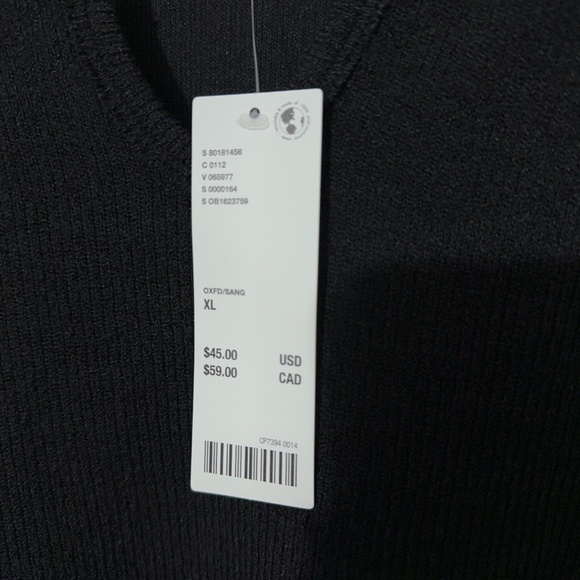 S 80181456
C 0112
V 065977
S 0000164
S OB1623759
OXFD/SANG
XL
$45.00 USD
$59.00 CAD
CF7394 0014